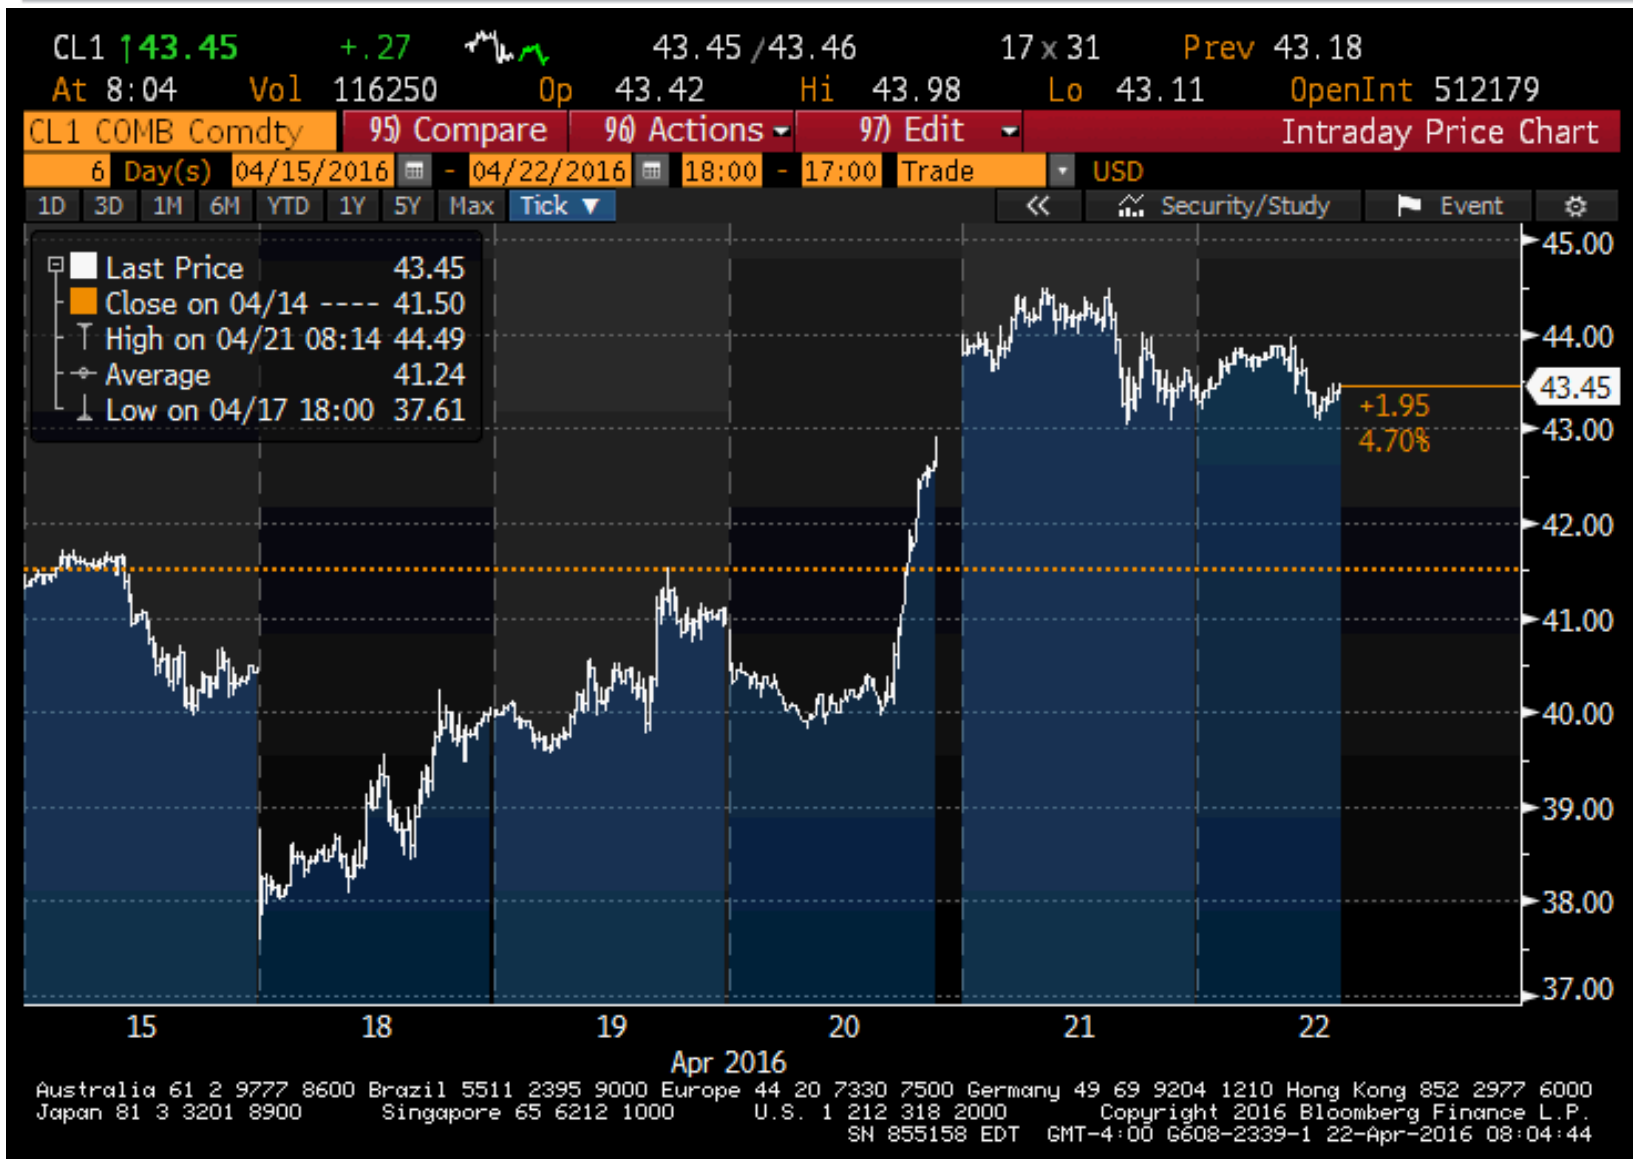 CL1 ↑43.45 +.27 43.45/43.46 17x31 Prev 43.18
At 8:04 Vol 116250 Op 43.42 Hi 43.98 Lo 43.11 OpenInt 512179
CL1 COMB Comdty 95) Compare 96) Actions 97) Edit Intraday Price Chart
6 Day(s) 04/15/2016 - 04/22/2016 18:00 - 17:00 Trade USD
1D 3D 1M 6M YTD 1Y 5Y Max Tick ▼ « Security/Study Event
Last Price 43.45
Close on 04/14 ---- 41.50
High on 04/21 08:14 44.49
Average 41.24
Low on 04/17 18:00 37.61
45.00
44.00
43.45
+1.95
4.70%
43.00
42.00
41.00
40.00
39.00
38.00
37.00
15 18 19 20 21 22
Apr 2016
Australia 61 2 9777 8600 Brazil 5511 2395 9000 Europe 44 20 7330 7500 Germany 49 69 9204 1210 Hong Kong 852 2977 6000
Japan 81 3 3201 8900 Singapore 65 6212 1000 U.S. 1 212 318 2000 Copyright 2016 Bloomberg Finance L.P.
SN 855158 EDT GMT-4:00 G608-2339-1 22-Apr-2016 08:04:44